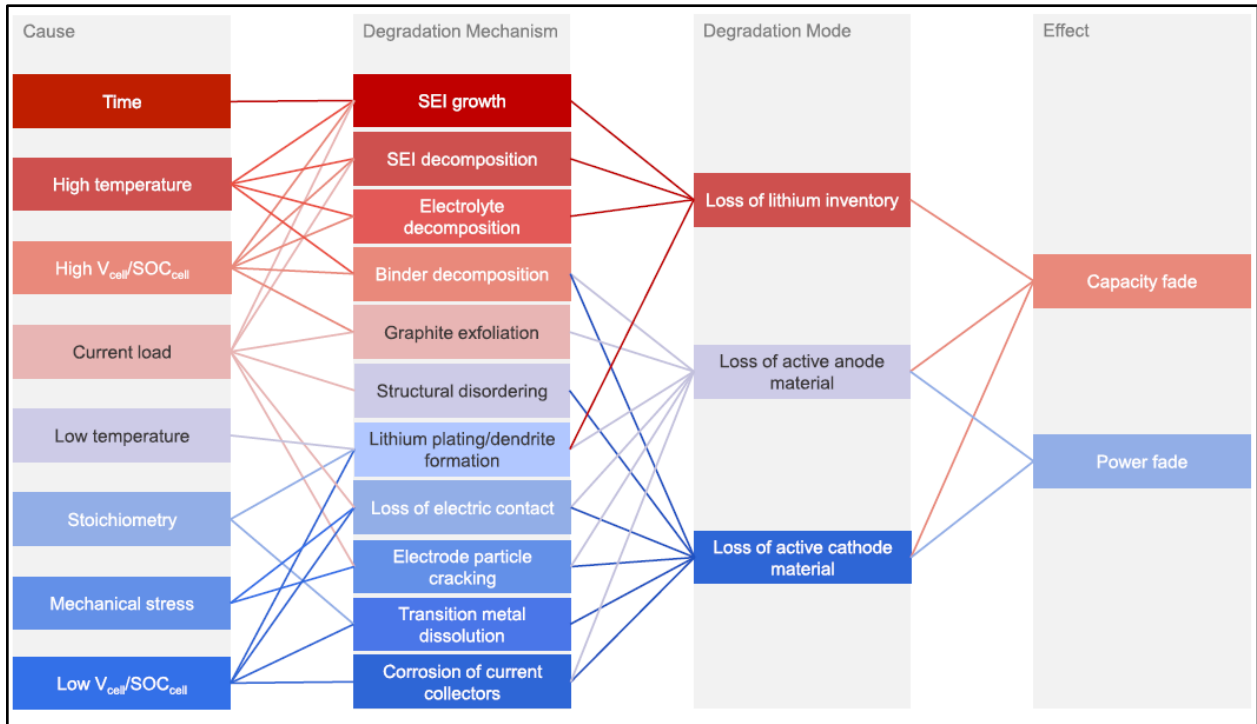 Cause
Degradation Mechanism
Degradation Mode
Effect
Time
High temperature
High Vcell/SOCcell
Current load
Low temperature
Stoichiometry
Mechanical stress
Low Vcell/SOCcell
SEI growth
SEI decomposition
Electrolyte
decomposition
Binder decomposition
Graphite exfoliation
Structural disordering
Lithium plating/dendrite
formation
Loss of electric contact
Electrode particle
cracking
Transition metal
dissolution
Corrosion of current
collectors
Loss of lithium inventory
Loss of active anode
material
Loss of active cathode
material
Capacity fade
Power fade